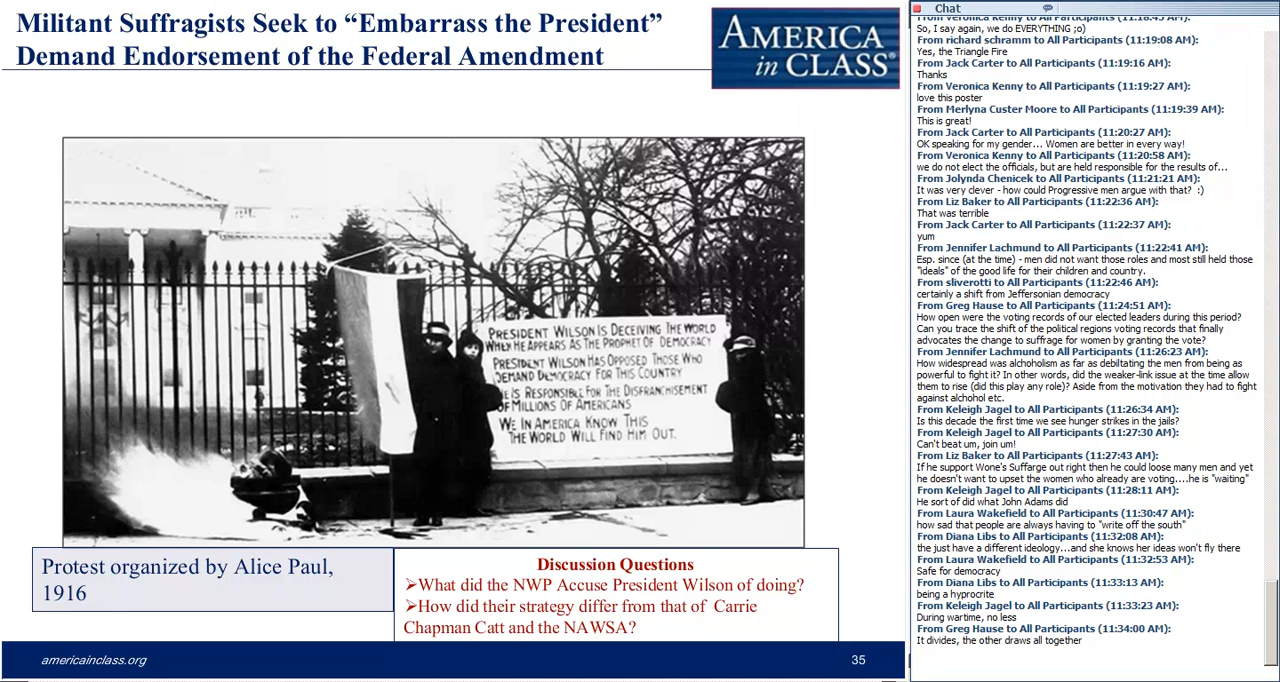 Militant Suffragists Seek to “Embarrass the President”
Demand Endorsement of the Federal Amendment
AMERICA
in CLASS®
PRESIDENT WILSON IS DECEIVING THE WORLD
WHEN HE APPEARS AS THE PROPHET OF DEMOCRACY
PRESIDENT WILSON HAS OPPOSED THOSE WHO
DEMAND DEMOCRACY FOR THIS COUNTRY
HE IS RESPONSIBLE FOR THE DISFRANCHISEMENT
OF MILLIONS OF AMERICANS
WE IN AMERICA KNOW THIS
THE WORLD WILL FIND HIM OUT.
Protest organized by Alice Paul,
1916
Discussion Questions
➢What did the NWP Accuse President Wilson of doing?
➢How did their strategy differ from that of Carrie
Chapman Catt and the NAWSA?
americainclass.org
35
Chat
From Veronica Kenny to All Participants (11:18:45 AM):
So, I say again, we do EVERYTHING ;o)
From richard schramm to All Participants (11:19:08 AM):
Yes, the Triangle Fire
From Jack Carter to All Participants (11:19:16 AM):
Thanks
From Veronica Kenny to All Participants (11:19:27 AM):
love this poster
From Merlyna Custer Moore to All Participants (11:19:39 AM):
This is great!
From Jack Carter to All Participants (11:20:27 AM):
OK speaking for my gender... Women are better in every way!
From Veronica Kenny to All Participants (11:20:58 AM):
we do not elect the officials, but are held responsible for the results of...
From Jolynda Chenicek to All Participants (11:21:21 AM):
It was very clever - how could Progressive men argue with that? :)
From Liz Baker to All Participants (11:22:36 AM):
That was terrible
From Jack Carter to All Participants (11:22:37 AM):
yum
From Jennifer Lachmund to All Participants (11:22:41 AM):
Esp. since (at the time) - men did not want those roles and most still held those
"ideals" of the good life for their children and country.
From sliverotti to All Participants (11:22:46 AM):
certainly a shift from Jeffersonian democracy
From Greg Hause to All Participants (11:24:51 AM):
How open were the voting records of our elected leaders during this period?
Can you trace the shift of the political regions voting records that finally
advocates the change to suffrage for women by granting the vote?
From Jennifer Lachmund to All Participants (11:26:23 AM):
How widespread was alchoholism as far as debiltating the men from being as
powerful to fight it? In other words, did the weaker-link issue at the time allow
them to rise (did this play any role)? Aside from the motivation they had to fight
against alchohol etc.
From Keleigh Jagel to All Participants (11:26:34 AM):
Is this decade the first time we see hunger strikes in the jails?
From Keleigh Jagel to All Participants (11:27:30 AM):
Can't beat um, join um!
From Liz Baker to All Participants (11:27:43 AM):
If he support Wone's Suffarge out right then he could loose many men and yet
he doesn't want to upset the women who already are voting....he is "waiting"
From Keleigh Jagel to All Participants (11:28:11 AM):
He sort of did what John Adams did
From Laura Wakefield to All Participants (11:30:47 AM):
how sad that people are always having to "write off the south"
From Diana Libs to All Participants (11:32:08 AM):
the just have a different ideology...and she knows her ideas won't fly there
From Laura Wakefield to All Participants (11:32:53 AM):
Safe for democracy
From Diana Libs to All Participants (11:33:13 AM):
being a hyprocrite
From Keleigh Jagel to All Participants (11:33:23 AM):
During wartime, no less
From Greg Hause to All Participants (11:34:00 AM):
It divides, the other draws all together